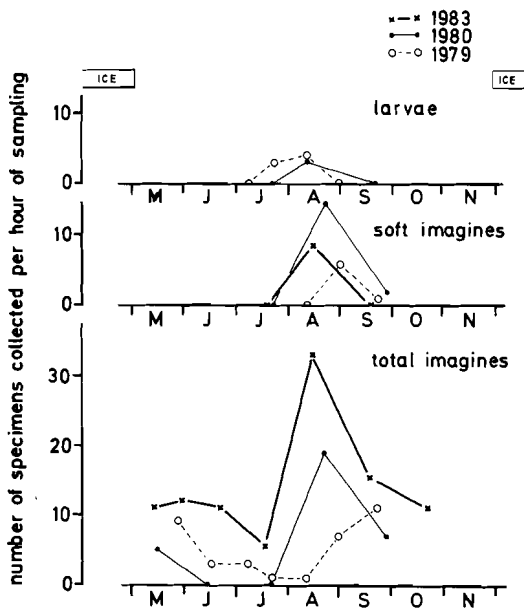 1983
1980
1979
ICE
ICE
number of specimens collected per hour of sampling
larvae
10
0
M J J A S O N
soft imagines
10
0
M J J A S O N
total imagines
30
20
10
0
M J J A S O N